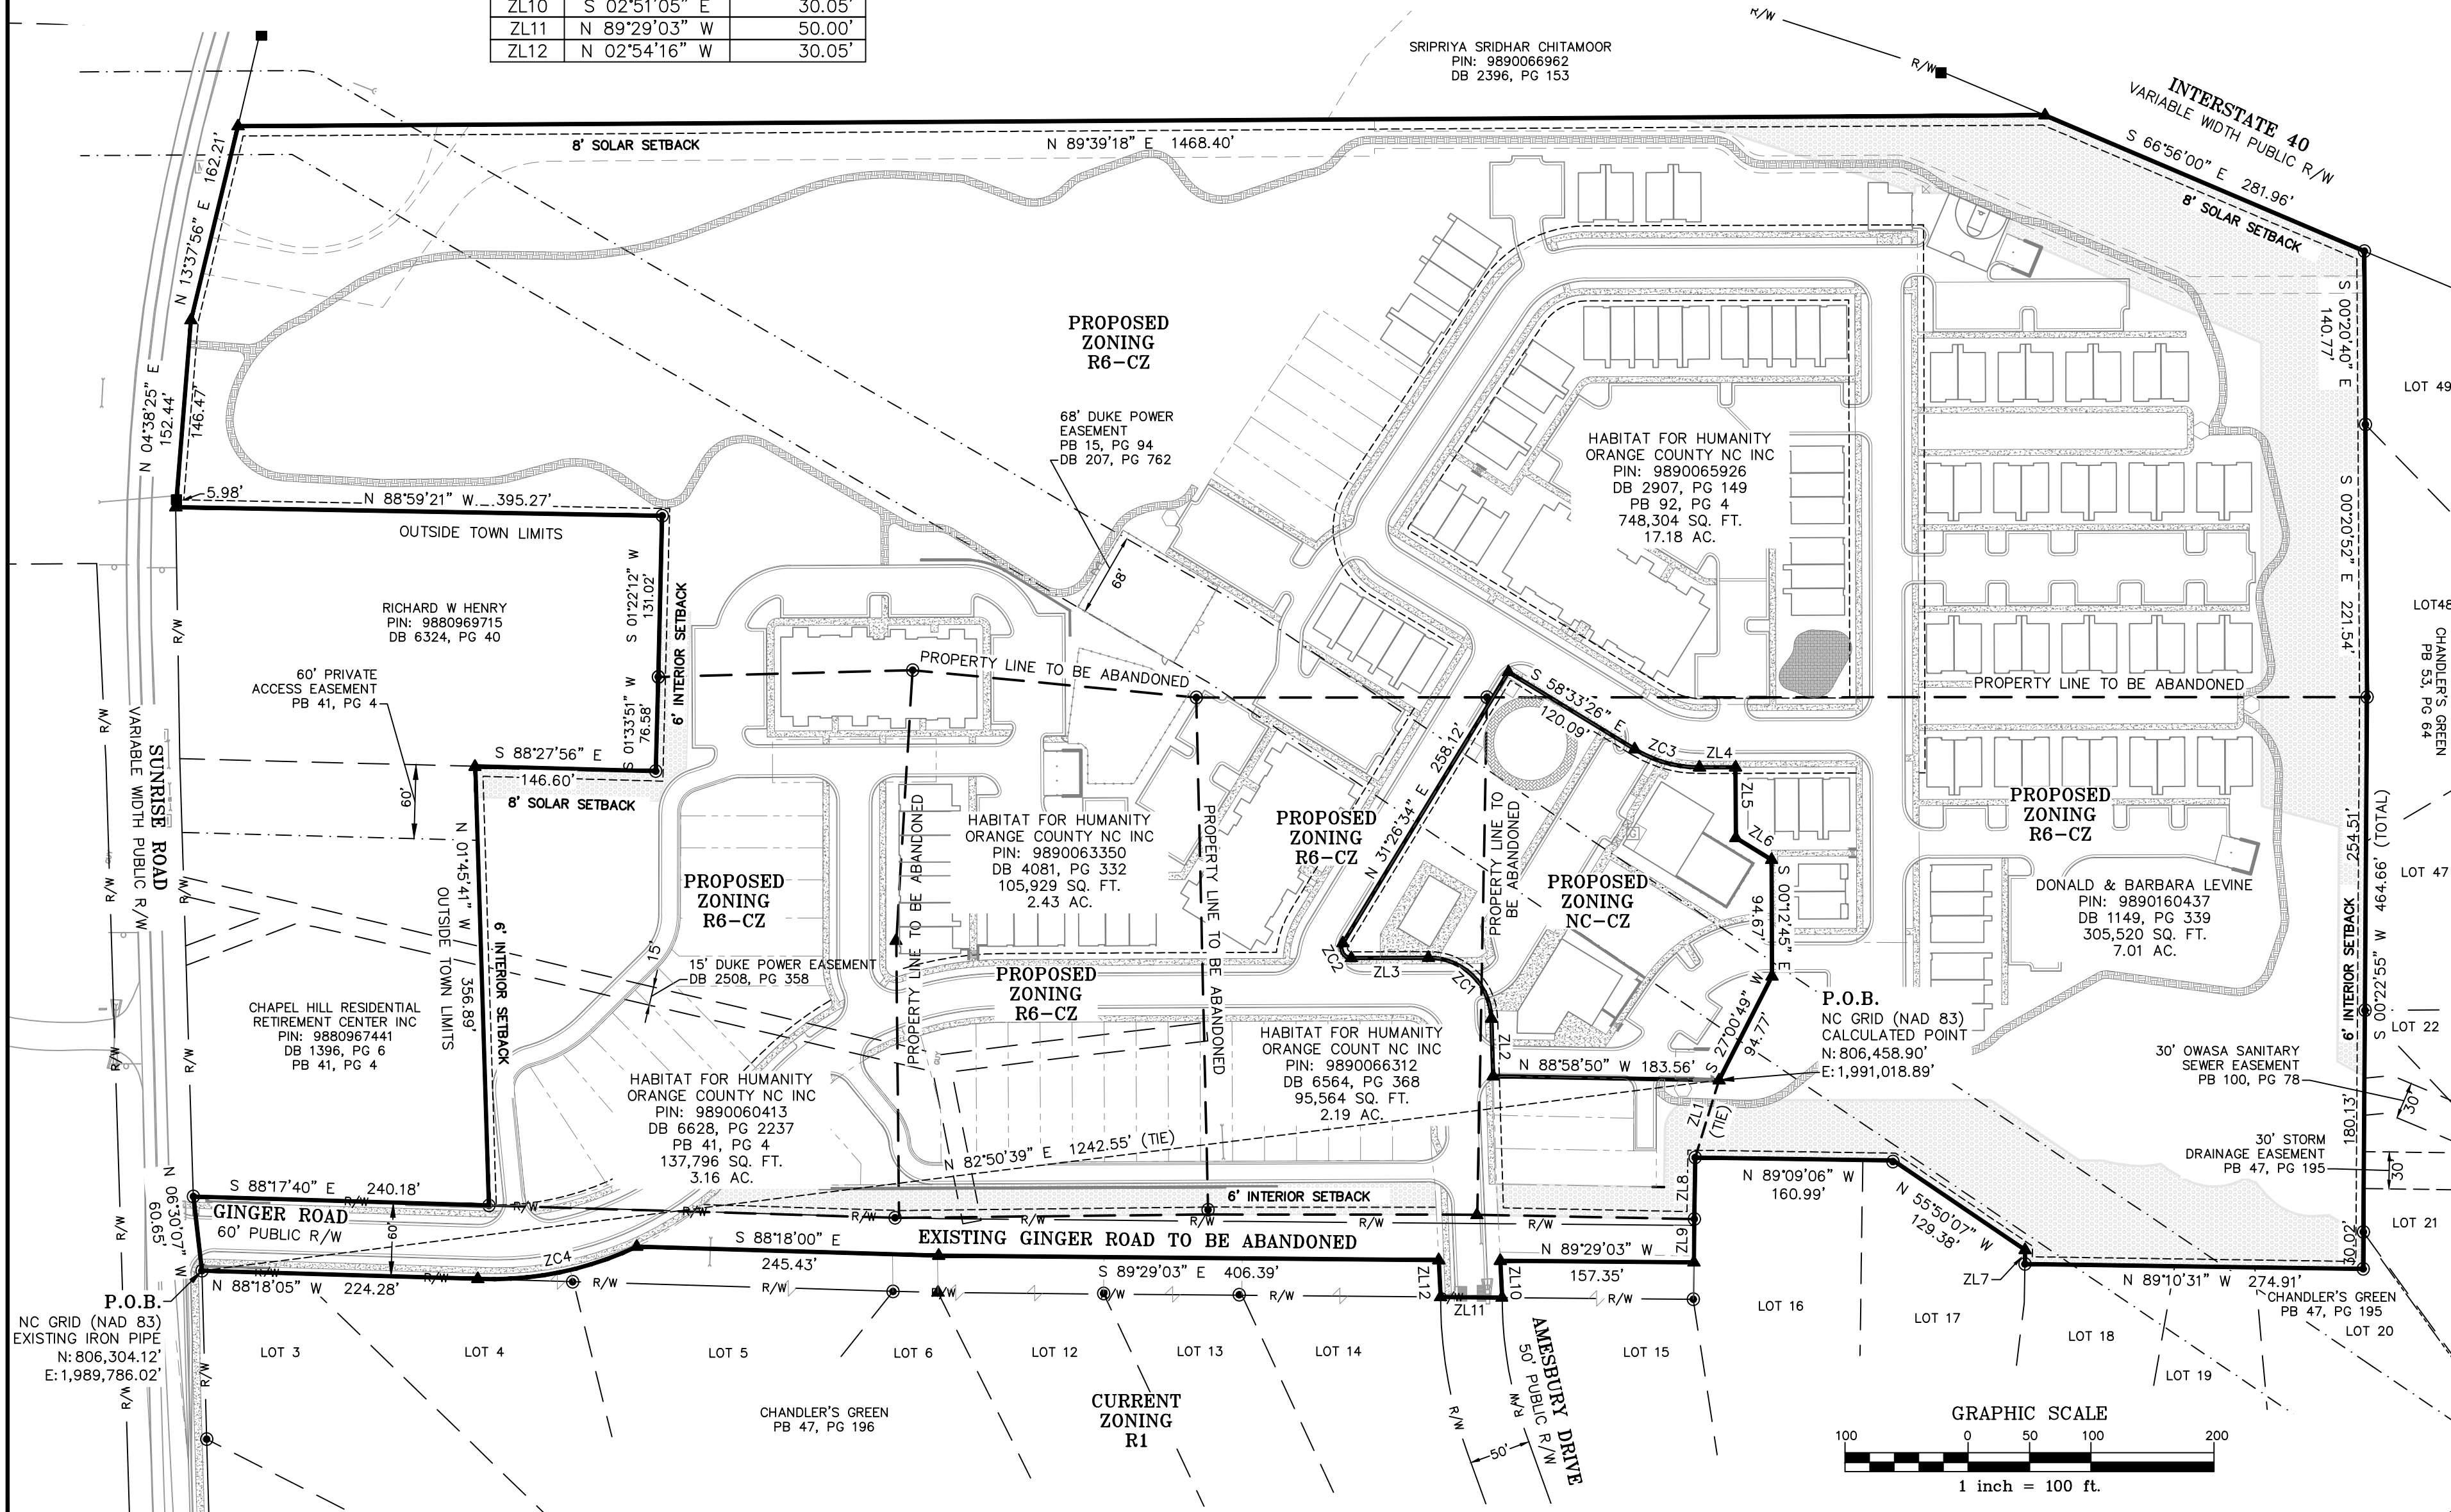 ZL10 S 02°51'05" E 30.05'
ZL11 N 89°29'03" W 50.00'
ZL12 N 02°54'16" W 30.05'
SRIPRIYA SRIDHAR CHITAMOOR
PIN: 9890066962
DB 2396, PG 153
R/W
R/W
INTERSTATE 40
VARIABLE WIDTH PUBLIC R/W
S 66°56'00" E 281.96'
8' SOLAR SETBACK
8' SOLAR SETBACK
N 89°39'18" E 1468.40'
N 13°37'56" E 162.21'
N 04°38'25" E
152.44'
146.47'
5.98'
N 88°59'21" W 395.27'
OUTSIDE TOWN LIMITS
PROPOSED
ZONING
R6-CZ
68' DUKE POWER
EASEMENT
PB 15, PG 94
DB 207, PG 762
68'
HABITAT FOR HUMANITY
ORANGE COUNTY NC INC
PIN: 9890065926
DB 2907, PG 149
PB 92, PG 4
748,304 SQ. FT.
17.18 AC.
S 00°20'40" E
140.77'
LOT 49
S 00°20'52" E 221.54'
LOT48
CHANDLER'S GREEN
PB 53, PG 64
RICHARD W HENRY
PIN: 9880969715
DB 6324, PG 40
S 01°22'12" W
131.02'
6' INTERIOR SETBACK
S 01°33'51" W
76.58'
60' PRIVATE
ACCESS EASEMENT
PB 41, PG 4
60'
S 88°27'56" E
146.60'
8' SOLAR SETBACK
PROPERTY LINE TO BE ABANDONED
PROPERTY LINE TO BE ABANDONED
S 58°33'26" E
120.09'
ZC3
ZL4
ZL5
ZL6
R/W
R/W
SUNRISE ROAD
VARIABLE WIDTH PUBLIC R/W
R/W
R/W
R/W
R/W
N 01°45'41" W 356.89'
OUTSIDE TOWN LIMITS
6' INTERIOR SETBACK
PROPOSED
ZONING
R6-CZ
PROPERTY LINE TO BE ABANDONED
HABITAT FOR HUMANITY
ORANGE COUNTY NC INC
PIN: 9890063350
DB 4081, PG 332
105,929 SQ. FT.
2.43 AC.
PROPERTY LINE TO BE ABANDONED
PROPOSED
ZONING
R6-CZ
N 31°26'34" E 258.12'
PROPERTY LINE TO
BE ABANDONED
PROPOSED
ZONING
NC-CZ
S 00°12'45" E
94.67'
PROPOSED
ZONING
R6-CZ
DONALD & BARBARA LEVINE
PIN: 9890160437
DB 1149, PG 339
305,520 SQ. FT.
7.01 AC.
254.51'
S 00°22'55" W 464.66' (TOTAL)
6' INTERIOR SETBACK
LOT 47
LOT 22
15'
15' DUKE POWER EASEMENT
DB 2508, PG 358
PROPOSED
ZONING
R6-CZ
ZC2
ZL3
ZC1
ZL2
CHAPEL HILL RESIDENTIAL
RETIREMENT CENTER INC
PIN: 9880967441
DB 1396, PG 6
PB 41, PG 4
HABITAT FOR HUMANITY
ORANGE COUNTY NC INC
PIN: 9890060413
DB 6628, PG 2237
PB 41, PG 4
137,796 SQ. FT.
3.16 AC.
HABITAT FOR HUMANITY
ORANGE COUNT NC INC
PIN: 9890066312
DB 6564, PG 368
95,564 SQ. FT.
2.19 AC.
N 88°58'50" W 183.56'
S 27°00'49" W
94.77'
P.O.B.
NC GRID (NAD 83)
CALCULATED POINT
N: 806,458.90'
E: 1,991,018.89'
ZL1
(TIE)
30' OWASA SANITARY
SEWER EASEMENT
PB 100, PG 78
30'
30' STORM
DRAINAGE EASEMENT
PB 47, PG 195
30'
180.13'
30.02'
LOT 21
N 82°50'39" E 1242.55' (TIE)
6' INTERIOR SETBACK
N 06°30'07" W
60.65'
S 88°17'40" E 240.18'
R/W
GINGER ROAD
60' PUBLIC R/W
60'
R/W
R/W
R/W
R/W
R/W
R/W
R/W
R/W
EXISTING GINGER ROAD TO BE ABANDONED
ZC4
S 88°18'00" E
245.43'
S 89°29'03" E 406.39'
N 89°29'03" W
157.35'
ZL8
ZL9
N 89°09'06" W
160.99'
N 55°50'07" W
129.38'
ZL7
N 89°10'31" W 274.91'
CHANDLER'S GREEN
PB 47, PG 195
LOT 20
R/W
N 88°18'05" W 224.28'
R/W
R/W
R/W
R/W
R/W
R/W
R/W
ZL12
ZL11
ZL10
P.O.B.
NC GRID (NAD 83)
EXISTING IRON PIPE
N: 806,304.12'
E: 1,989,786.02'
R/W
R/W
R/W
LOT 3
LOT 4
LOT 5
LOT 6
LOT 12
LOT 13
LOT 14
LOT 15
LOT 16
LOT 17
LOT 18
LOT 19
CHANDLER'S GREEN
PB 47, PG 196
CURRENT
ZONING
R1
R/W
R/W
50'
AMESBURY DRIVE
50' PUBLIC R/W
GRAPHIC SCALE
100 0 50 100 200
1 inch = 100 ft.